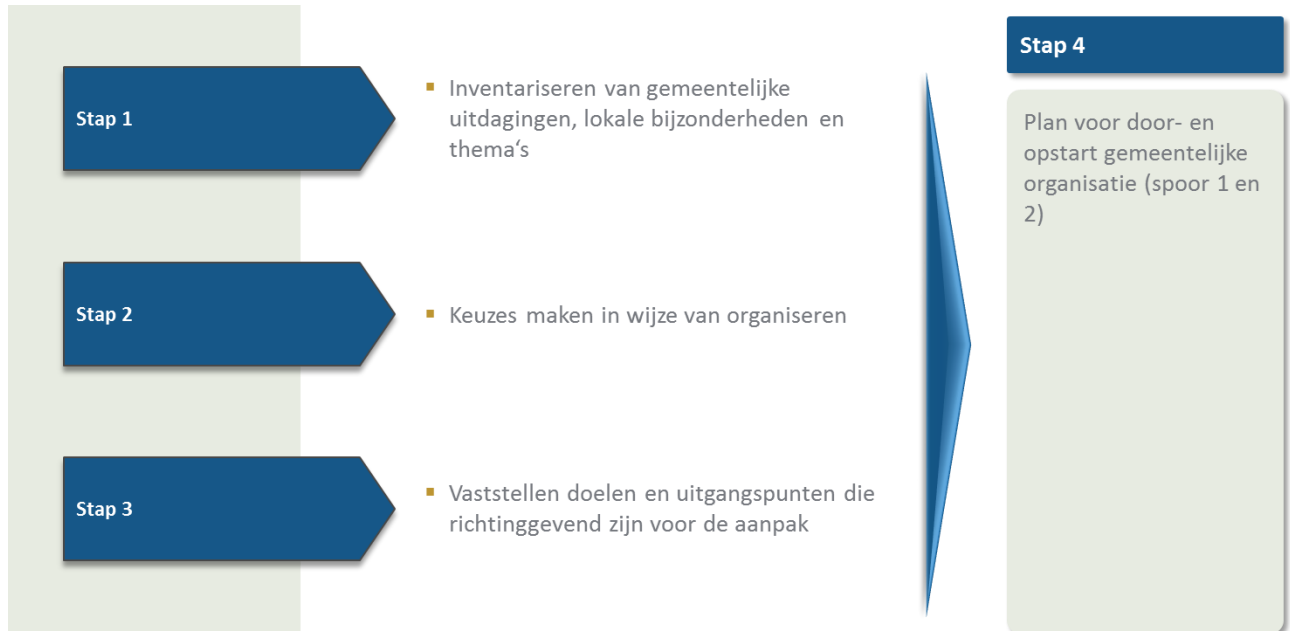 Stap 1
Inventariseren van gemeentelijke
uitdagingen, lokale bijzonderheden en
thema‘s
Stap 2
Keuzes maken in wijze van organiseren
Stap 3
Vaststellen doelen en uitgangspunten die
richtinggevend zijn voor de aanpak
Stap 4
Plan voor door- en
opstart gemeentelijke
organisatie (spoor 1 en
2)